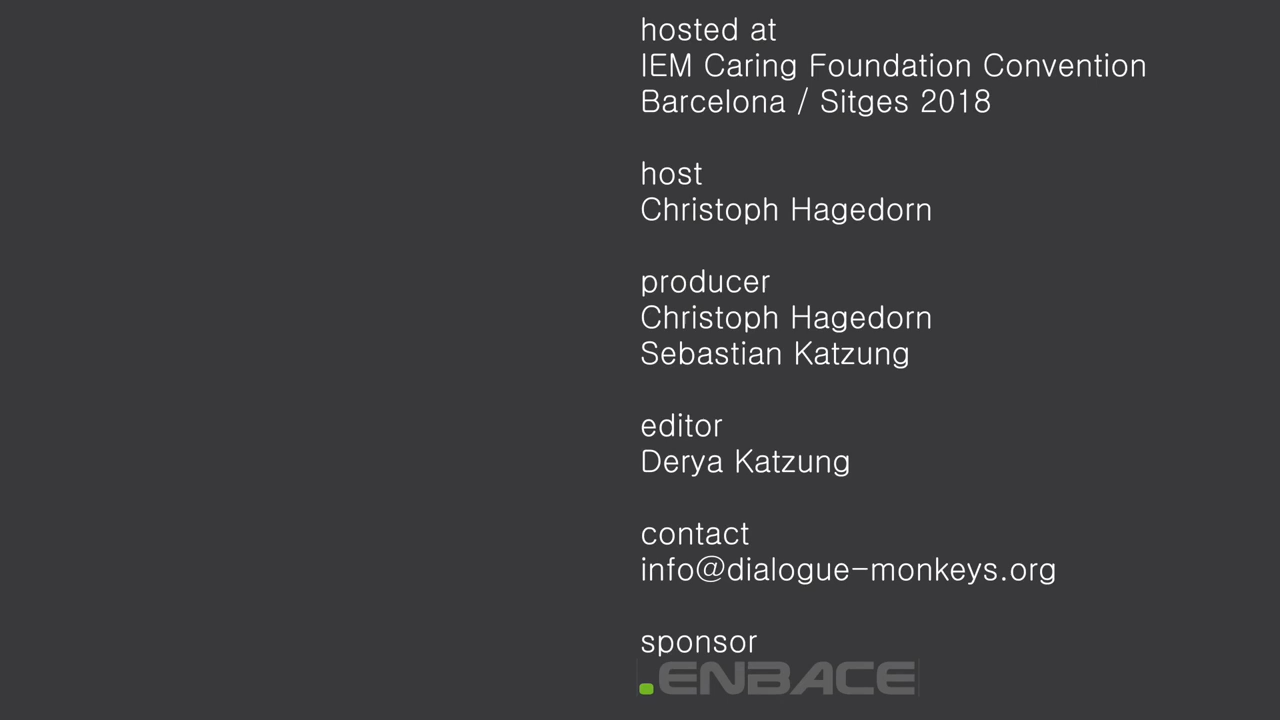 hosted at
IEM Caring Foundation Convention
Barcelona / Sitges 2018
host
Christoph Hagedorn
producer
Christoph Hagedorn
Sebastian Katzung
editor
Derya Katzung
contact
info@dialogue-monkeys.org
sponsor
.ENBACE